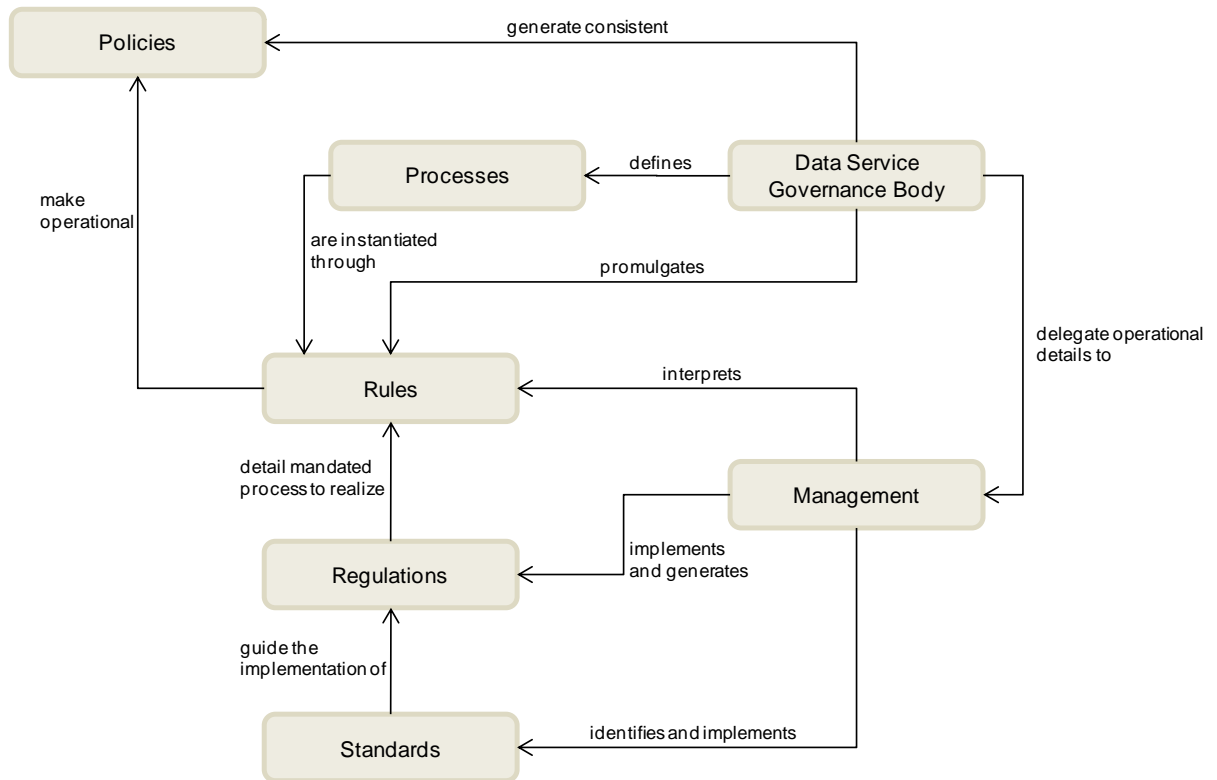 generate consistent
Policies
Processes
defines
Data Service
Governance Body
make
operational
are instantiated
through
promulgates
delegate operational
details to
Rules
interprets
detail mandated
process to realize
Management
implements
and generates
Regulations
guide the
implementation of
Standards
identifies and implements